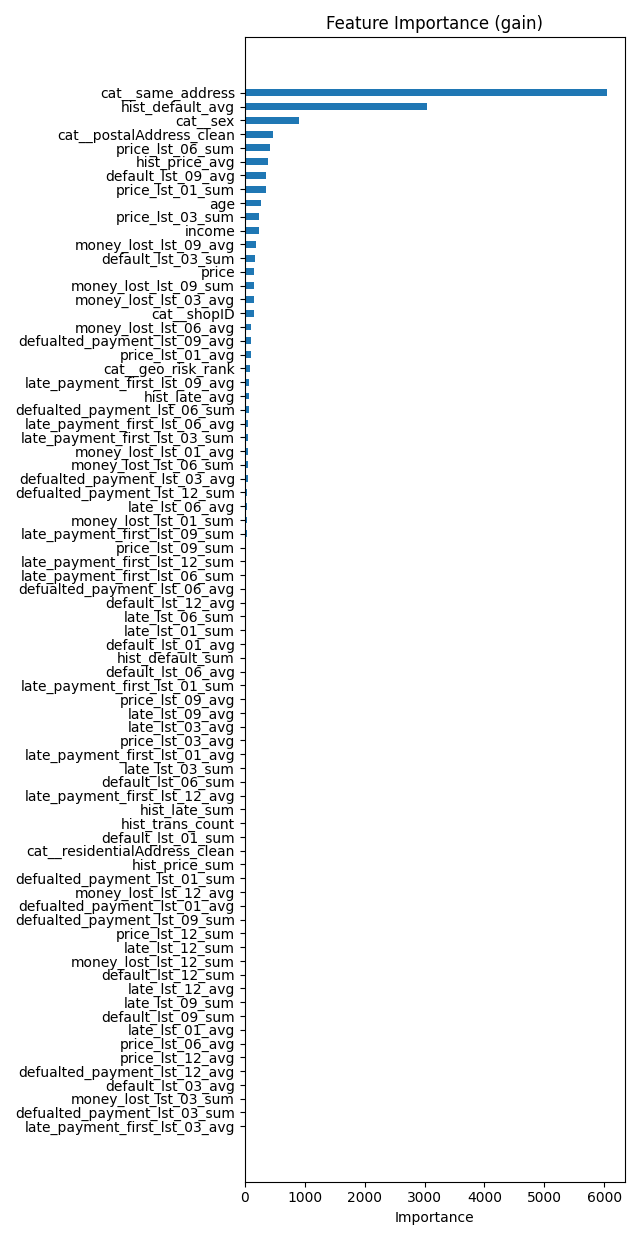 Feature Importance (gain)
cat__same_address
hist_default_avg
cat__sex
cat__postalAddress_clean
price_lst_06_sum
hist_price_avg
default_lst_09_avg
price_lst_01_sum
age
price_lst_03_sum
income
money_lost_lst_09_avg
default_lst_03_sum
price
money_lost_lst_09_sum
money_lost_lst_03_avg
cat__shopID
money_lost_lst_06_avg
defualted_payment_lst_09_avg
price_lst_01_avg
cat__geo_risk_rank
late_payment_first_lst_09_avg
hist_late_avg
defualted_payment_lst_06_sum
late_payment_first_lst_06_avg
late_payment_first_lst_03_sum
money_lost_lst_01_avg
money_lost_lst_06_sum
defualted_payment_lst_03_avg
defualted_payment_lst_12_sum
late_lst_06_avg
money_lost_lst_01_sum
late_payment_first_lst_09_sum
price_lst_09_sum
late_payment_first_lst_12_sum
late_payment_first_lst_06_sum
defualted_payment_lst_06_avg
default_lst_12_avg
late_lst_06_sum
late_lst_01_sum
default_lst_01_avg
hist_default_sum
default_lst_06_avg
late_payment_first_lst_01_sum
price_lst_09_avg
late_lst_09_avg
late_lst_03_avg
price_lst_03_avg
late_payment_first_lst_01_avg
late_lst_03_sum
default_lst_06_sum
late_payment_first_lst_12_avg
hist_late_sum
hist_trans_count
default_lst_01_sum
cat__residentialAddress_clean
hist_price_sum
defualted_payment_lst_01_sum
money_lost_lst_12_avg
defualted_payment_lst_01_avg
defualted_payment_lst_09_sum
price_lst_12_sum
late_lst_12_sum
money_lost_lst_12_sum
default_lst_12_sum
late_lst_12_avg
late_lst_09_sum
default_lst_09_sum
late_lst_01_avg
price_lst_06_avg
price_lst_12_avg
defualted_payment_lst_12_avg
default_lst_03_avg
money_lost_lst_03_sum
defualted_payment_lst_03_sum
late_payment_first_lst_03_avg
0 1000 2000 3000 4000 5000 6000
Importance